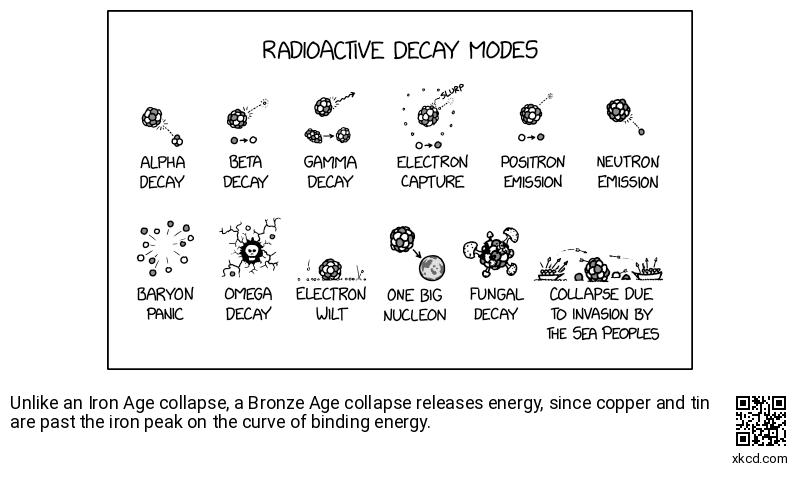 RADIOACTIVE DECAY MODES
SLURP
ALPHA
DECAY
BETA
DECAY
GAMMA
DECAY
ELECTRON
CAPTURE
POSITRON
EMISSION
NEUTRON
EMISSION
BARYON
PANIC
OMEGA
DECAY
ELECTRON
WILT
ONE BIG
NUCLEON
FUNGAL
DECAY
COLLAPSE DUE
TO INVASION BY
THE SEA PEOPLES
Unlike an Iron Age collapse, a Bronze Age collapse releases energy, since copper and tin
are past the iron peak on the curve of binding energy.
xkcd.com